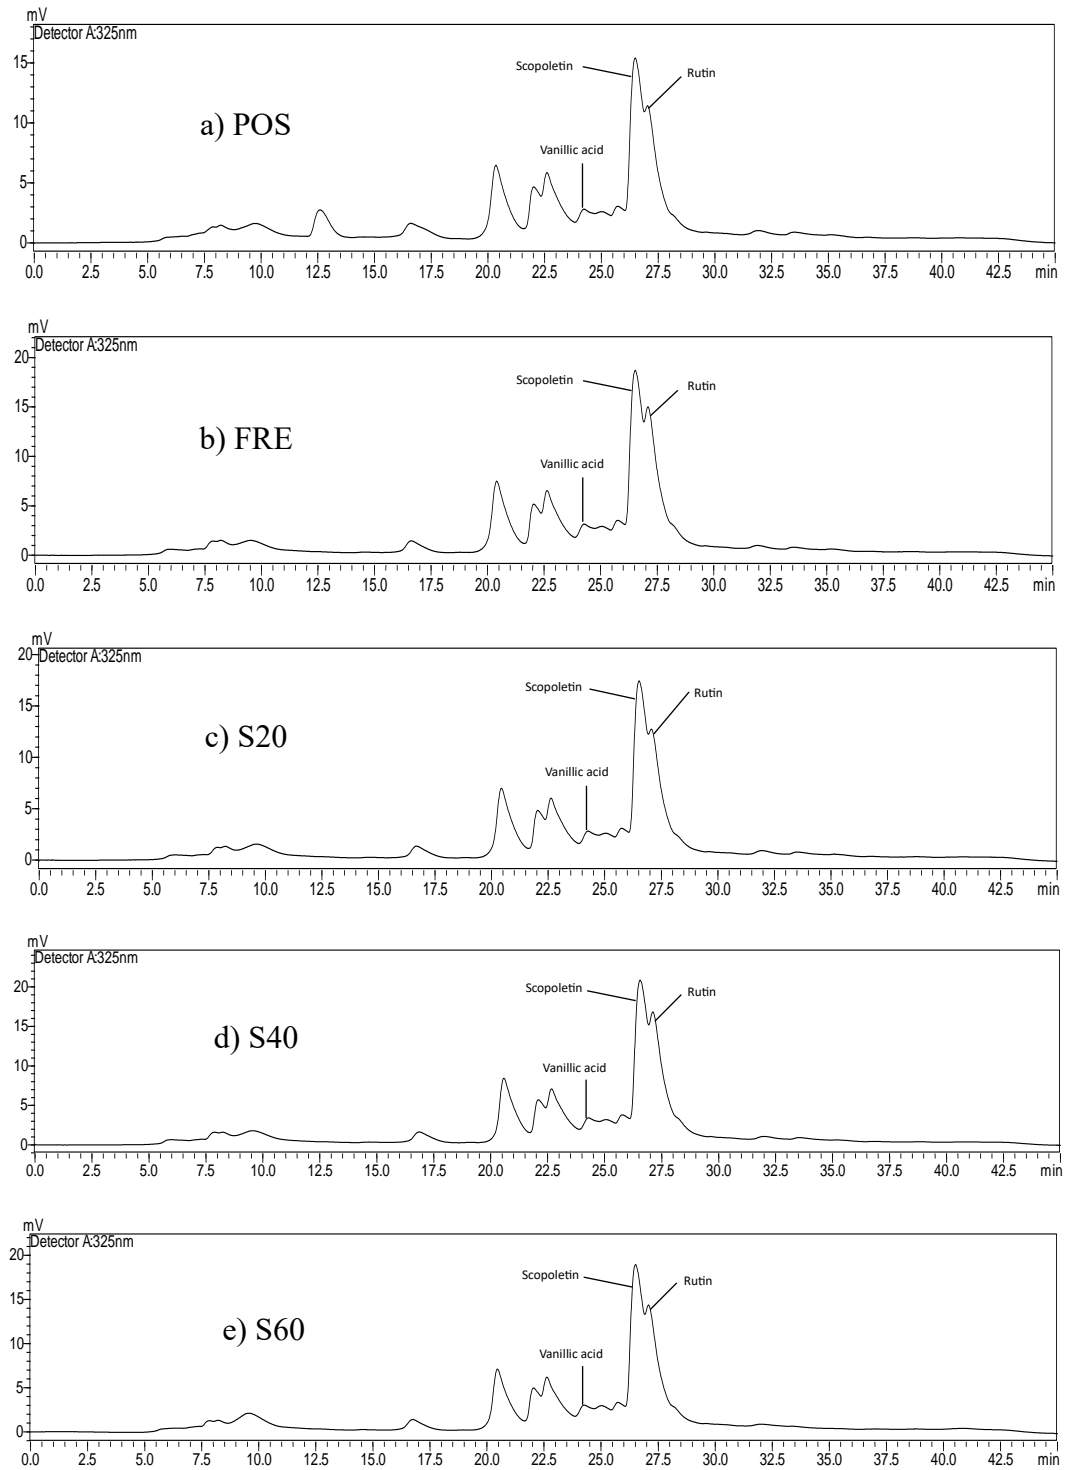 mV
Detector A:325nm
15
Scopoletin
Rutin
a) POS
10
Vanillic acid
5
0
0.0 2.5 5.0 7.5 10.0 12.5 15.0 17.5 20.0 22.5 25.0 27.5 30.0 32.5 35.0 37.5 40.0 42.5 min
mV
Detector A:325nm
20
Scopoletin
Rutin
15
b) FRE
10
Vanillic acid
5
0
0.0 2.5 5.0 7.5 10.0 12.5 15.0 17.5 20.0 22.5 25.0 27.5 30.0 32.5 35.0 37.5 40.0 42.5 min
mV
20
Detector A:325nm
Scopoletin
Rutin
15
c) S20
10
Vanillic acid
5
0
0.0 2.5 5.0 7.5 10.0 12.5 15.0 17.5 20.0 22.5 25.0 27.5 30.0 32.5 35.0 37.5 40.0 42.5 min
mV
Detector A:325nm
20
Scopoletin
Rutin
15
d) S40
10
Vanillic acid
5
0
0.0 2.5 5.0 7.5 10.0 12.5 15.0 17.5 20.0 22.5 25.0 27.5 30.0 32.5 35.0 37.5 40.0 42.5 min
mV
Detector A:325nm
20
Scopoletin
Rutin
15
e) S60
10
Vanillic acid
5
0
0.0 2.5 5.0 7.5 10.0 12.5 15.0 17.5 20.0 22.5 25.0 27.5 30.0 32.5 35.0 37.5 40.0 42.5 min